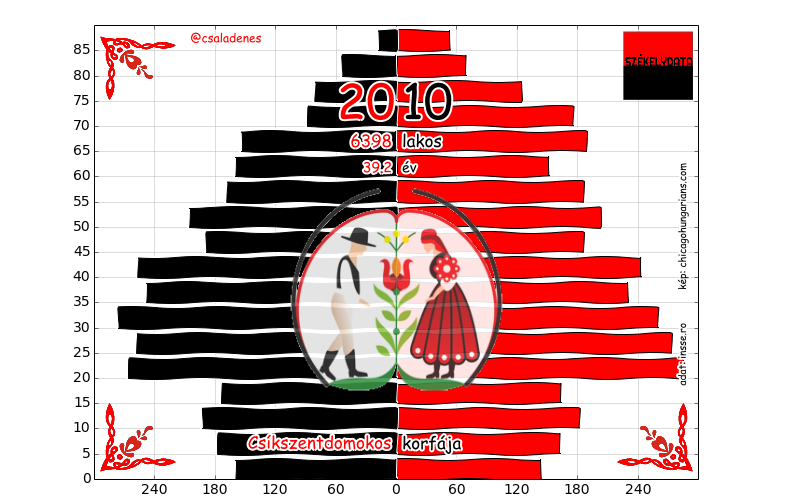 @csaladenes
SZÉKELYDATA
2010
6398 lakos
39.2 év
kép: chicagohungarians.com
adat: insse.ro
Csíkszentdomokos korfája
85
80
75
70
65
60
55
50
45
40
35
30
25
20
15
10
5
0
240 180 120 60 0 60 120 180 240